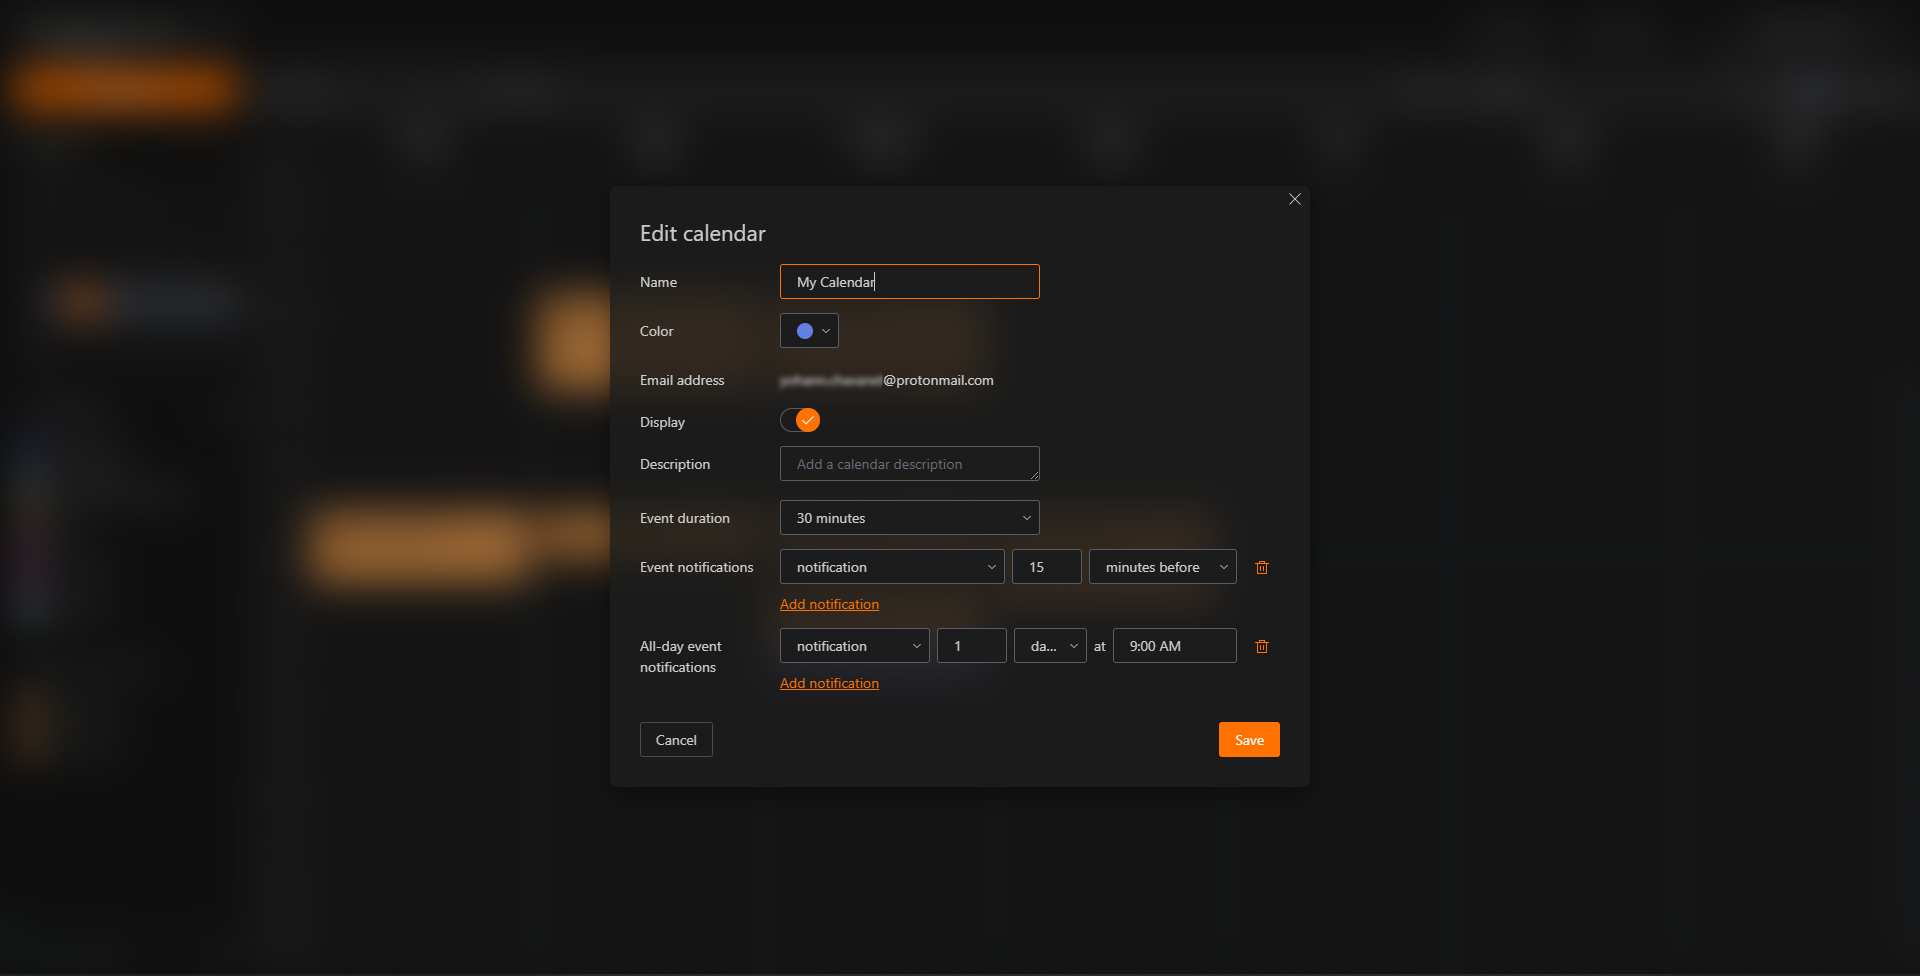 Edit calendar
Name My Calendar
Color
Email address @protonmail.com
Display
Description Add a calendar description
Event duration 30 minutes
Event notifications notification 15 minutes before
Add notification
All-day event notification 1 da... at 9:00 AM
notifications
Add notification
Cancel Save